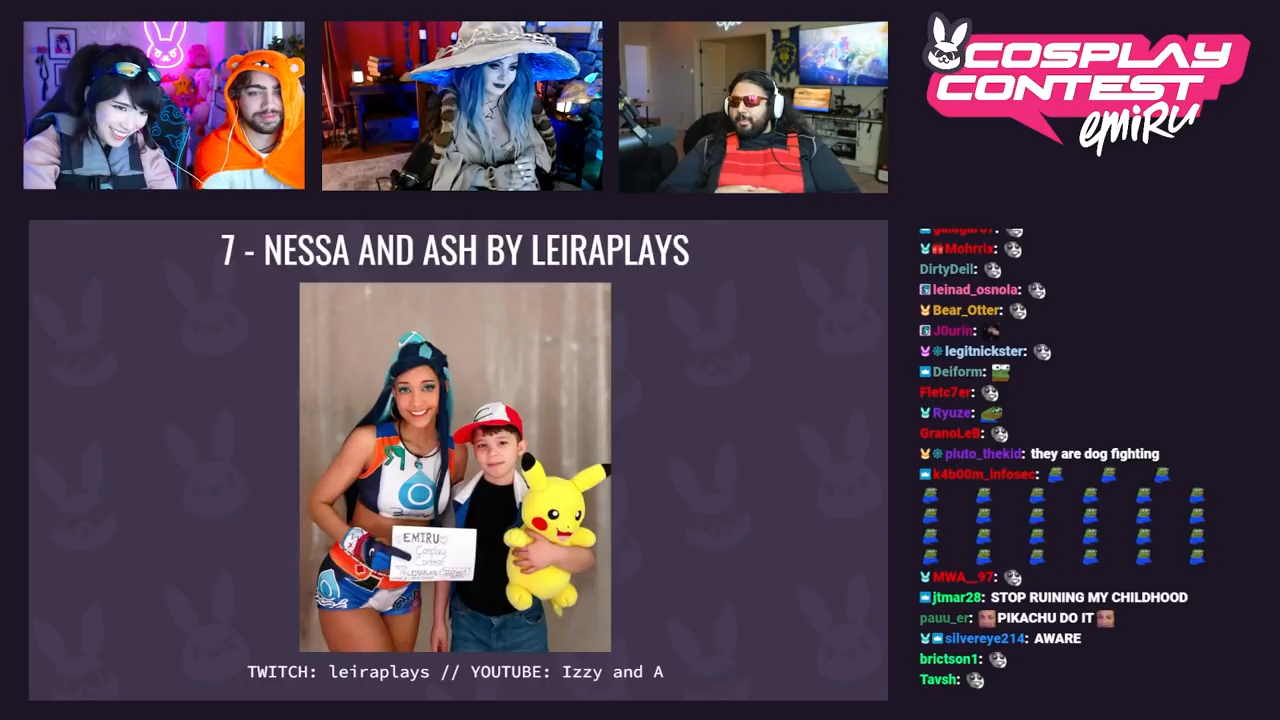 COSPLAY
CONTEST
emiru
7 - NESSA AND ASH BY LEIRAPLAYS
EMIRU
Cosplay
Contest
TWITCH: leiraplays // YOUTUBE: Izzy and A
Mohrrix:
DirtyDeil:
leinad_osnola:
Bear_Otter:
J0urin:
legitnickster:
Deiform:
Fletc7er:
Ryuze:
GranoLeB:
pluto_thekid: they are dog fighting
k4b00m_infosec:
MWA__97:
jtmar28: STOP RUINING MY CHILDHOOD
pauu_er: PIKACHU DO IT
silvereye214: AWARE
brictson1:
Tavsh: